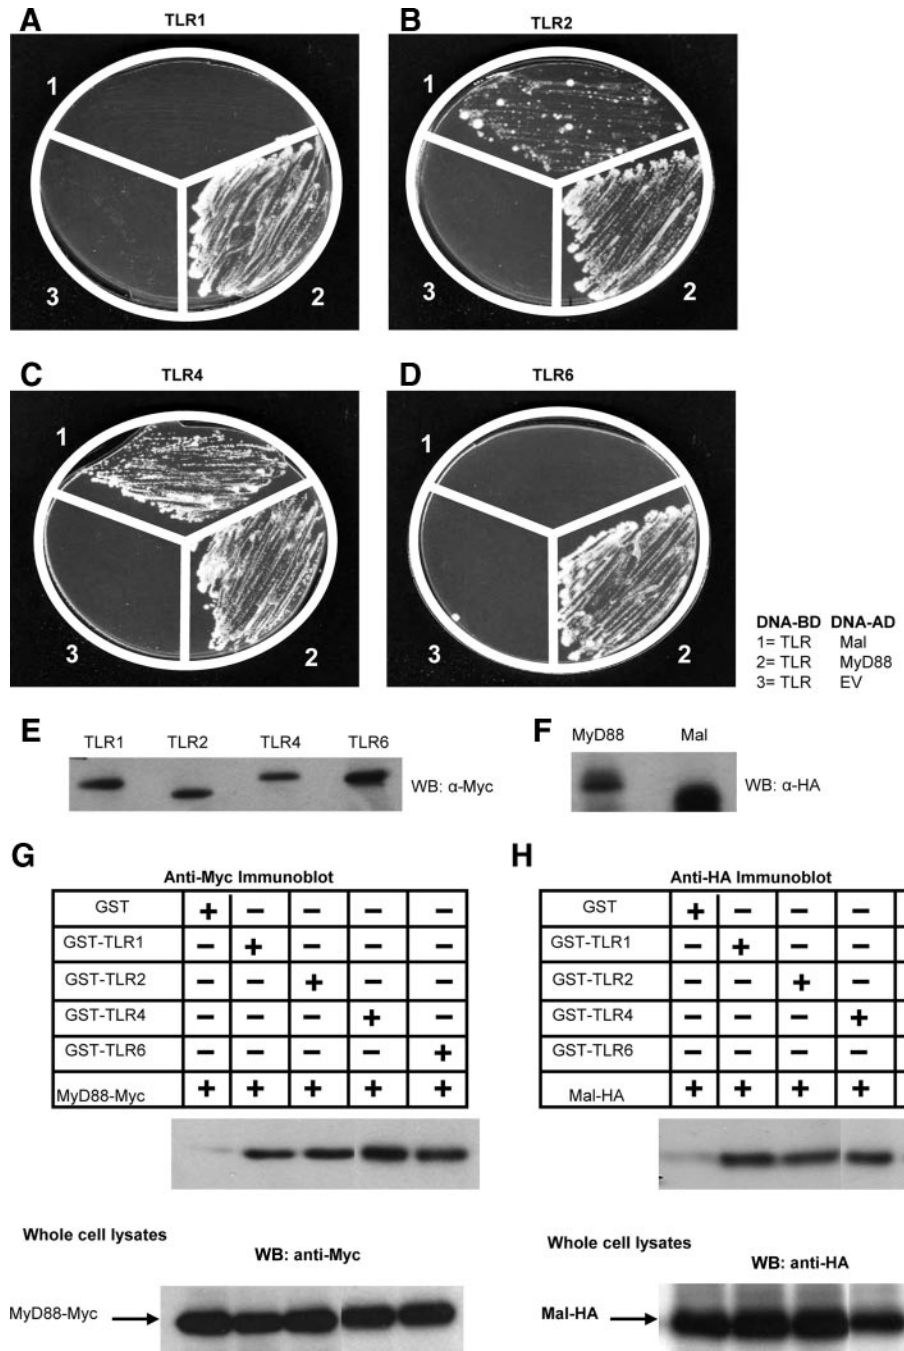 A TLR1
B TLR2
1
2
3
1
2
3
C TLR4
D TLR6
1
2
3
1
2
3
DNA-BD DNA-AD
1= TLR Mal
2= TLR MyD88
3= TLR EV
E TLR1 TLR2 TLR4 TLR6
WB: α-Myc
F MyD88 Mal
WB: α-HA
G
Anti-Myc Immunoblot
GST + − − − −
GST-TLR1 − + − − −
GST-TLR2 − − + − −
GST-TLR4 − − − + −
GST-TLR6 − − − − +
MyD88-Myc + + + + +
Whole cell lysates
WB: anti-Myc
MyD88-Myc
H
Anti-HA Immunoblot
GST + − − −
GST-TLR1 − + − −
GST-TLR2 − − + −
GST-TLR4 − − − +
GST-TLR6 − − − −
Mal-HA + + + +
Whole cell lysates
WB: anti-HA
Mal-HA